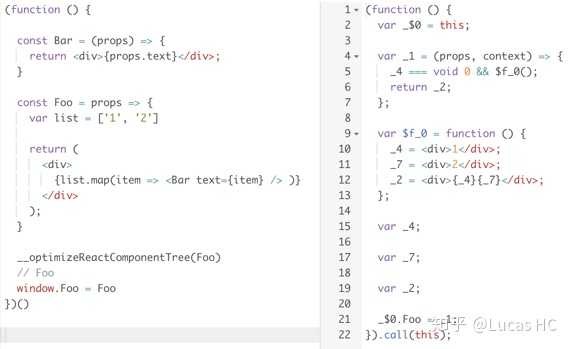 (function () {
const Bar = (props) => {
return <div>{props.text}</div>;
}
const Foo = props => {
var list = ['1', '2']
return (
<div>
{list.map(item => <Bar text={item} /> )}
</div>
);
}
__optimizeReactComponentTree(Foo)
// Foo
window.Foo = Foo
})()
1 (function () {
2 var _$0 = this;
3
4 var _1 = (props, context) => {
5 _4 === void 0 && $f_0();
6 return _2;
7 };
8
9 var $f_0 = function () {
10 _4 = <div>1</div>;
11 _7 = <div>2</div>;
12 _2 = <div>{_4}{_7}</div>;
13 };
14
15 var _4;
16
17 var _7;
18
19 var _2;
20
21 _$0.Foo = _1;
22 }).call(this);
知乎 @Lucas HC